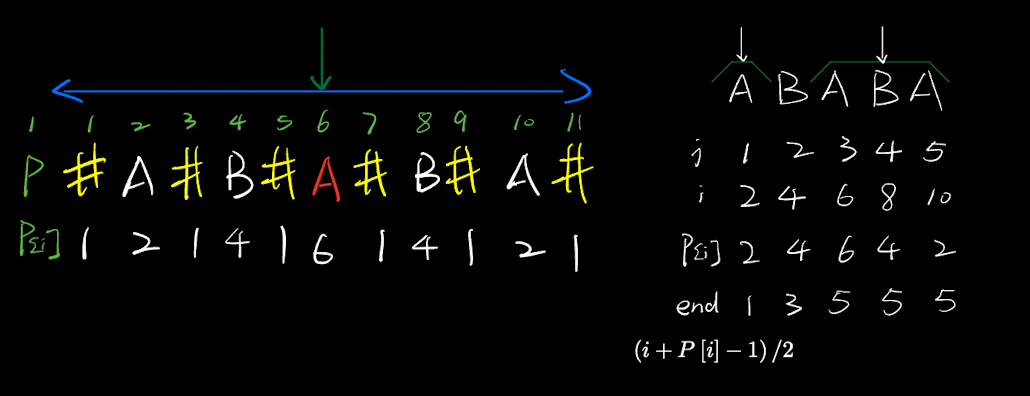 1 1 2 3 4 5 6 7 8 9 10 11
P # A # B # A # B # A #
P[i] 1 2 1 4 1 6 1 4 1 2 1
A B A B A
j 1 2 3 4 5
i 2 4 6 8 10
P[i] 2 4 6 4 2
end 1 3 5 5 5
(i + P [i] − 1) /2